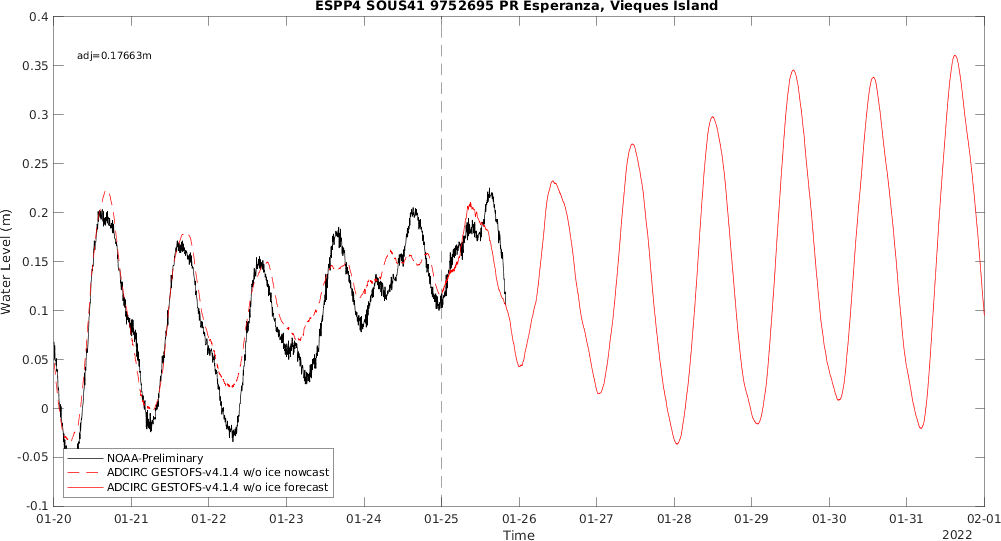 ESPP4 SOUS41 9752695 PR Esperanza, Vieques Island
0.4
0.35
0.3
0.25
0.2
0.15
0.1
0.05
0
-0.05
-0.1
Water Level (m)
adj=0.17663m
NOAA-Preliminary
ADCIRC GESTOFS-v4.1.4 w/o ice nowcast
ADCIRC GESTOFS-v4.1.4 w/o ice forecast
01-20 01-21 01-22 01-23 01-24 01-25 01-26 01-27 01-28 01-29 01-30 01-31 02-01
Time
2022